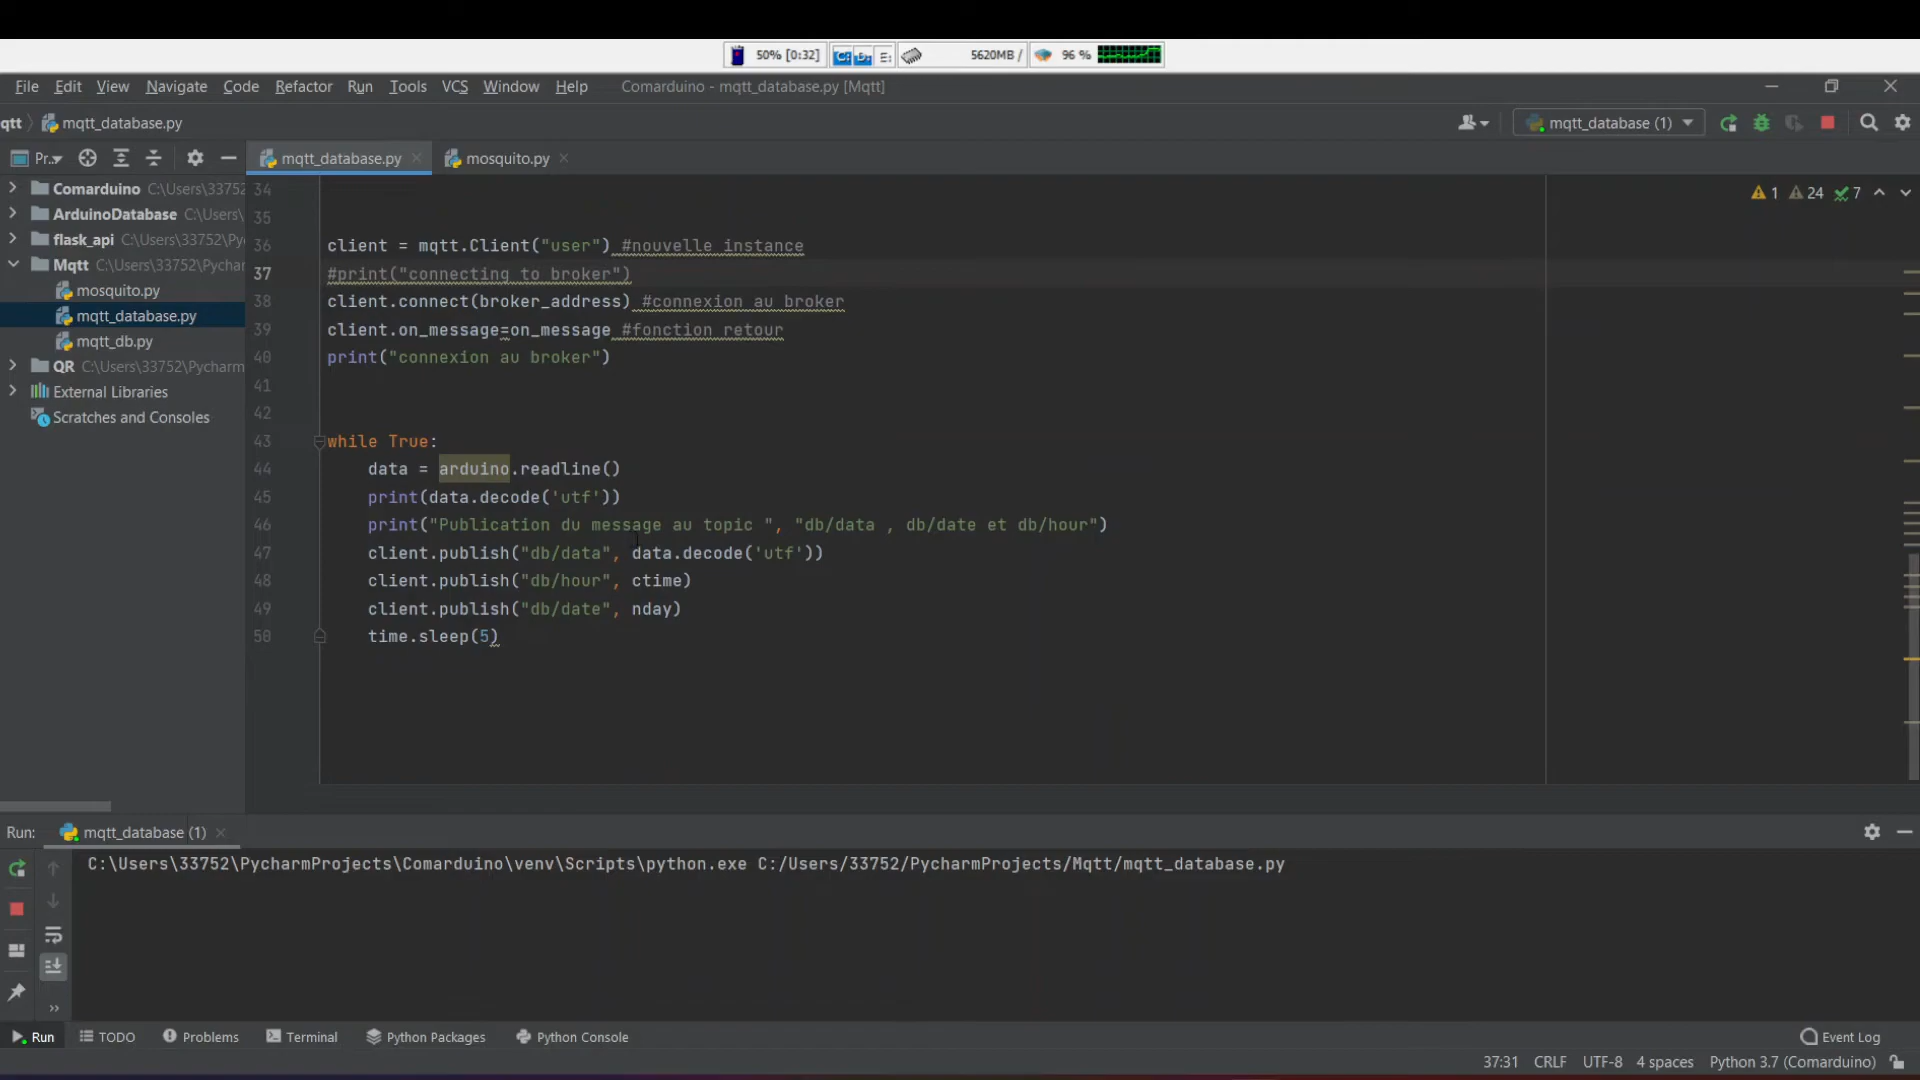 50% [0:32] C: D: E: 5620MB / 96 %
File Edit View Navigate Code Refactor Run Tools VCS Window Help Comarduino - mqtt_database.py [Mqtt]
qtt mqtt_database.py mqtt_database (1)
Pr... mqtt_database.py mosquito.py
Comarduino C:\Users\33752
ArduinoDatabase C:\Users\
flask_api C:\Users\33752\Py
Mqtt C:\Users\33752\Pychar
mosquito.py
mqtt_database.py
mqtt_db.py
QR C:\Users\33752\Pycharm
External Libraries
Scratches and Consoles
1 24 7
34
35
36 client = mqtt.Client("user") #nouvelle instance
37 #print("connecting to broker")
38 client.connect(broker_address) #connexion au broker
39 client.on_message=on_message #fonction retour
40 print("connexion au broker")
41
42
43 while True:
44 data = arduino.readline()
45 print(data.decode('utf'))
46 print("Publication du message au topic ", "db/data , db/date et db/hour")
47 client.publish("db/data", data.decode('utf'))
48 client.publish("db/hour", ctime)
49 client.publish("db/date", nday)
50 time.sleep(5)
Run: mqtt_database (1)
C:\Users\33752\PycharmProjects\Comarduino\venv\Scripts\python.exe C:/Users/33752/PycharmProjects/Mqtt/mqtt_database.py
Run TODO Problems Terminal Python Packages Python Console Event Log
37:31 CRLF UTF-8 4 spaces Python 3.7 (Comarduino)